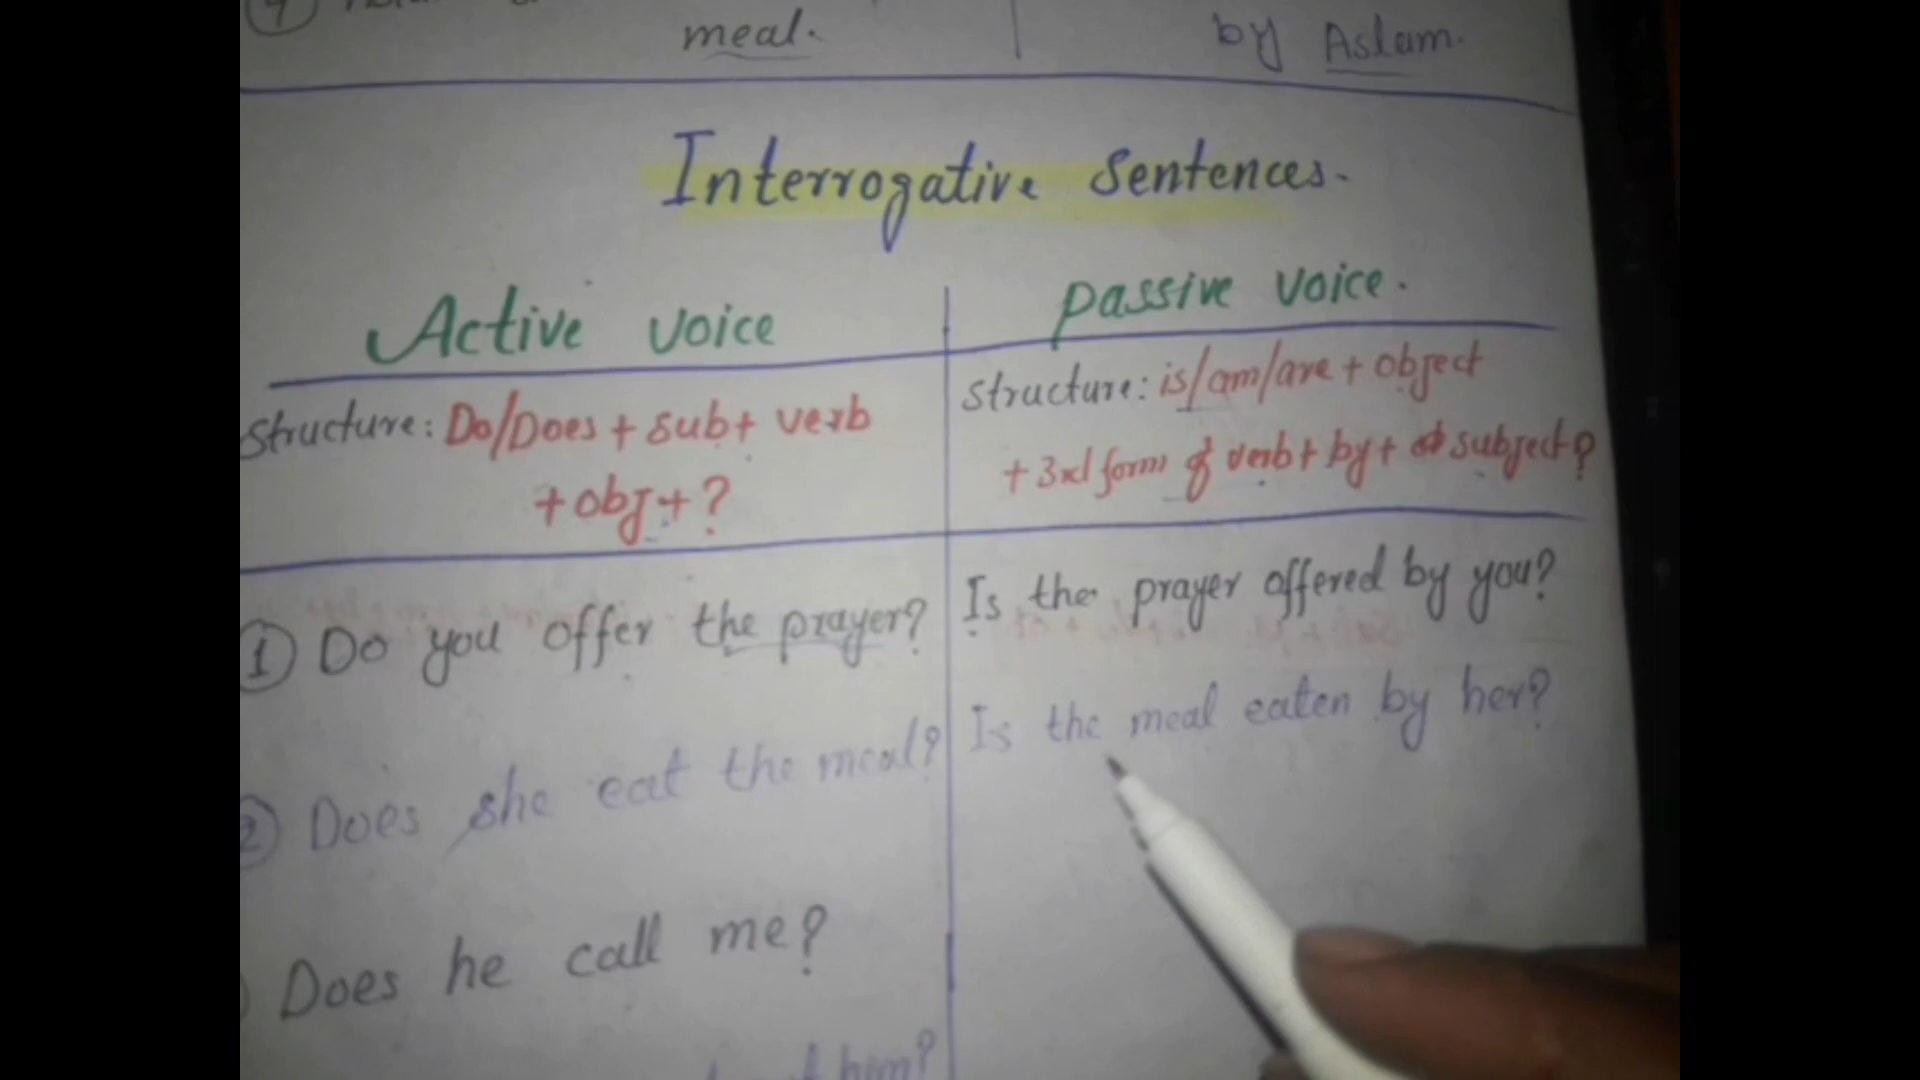 meal.
by Aslam.
Interrogative Sentences.
Active voice
passive voice.
Structure: Do/Does + sub + verb
+ obj + ?
Structure: is/am/are + object
+ 3rd form of verb + by + subject?
1) Do you offer the prayer?
Is the prayer offered by you?
2) Does she eat the meal?
Is the meal eaten by her?
Does he call me?
him?